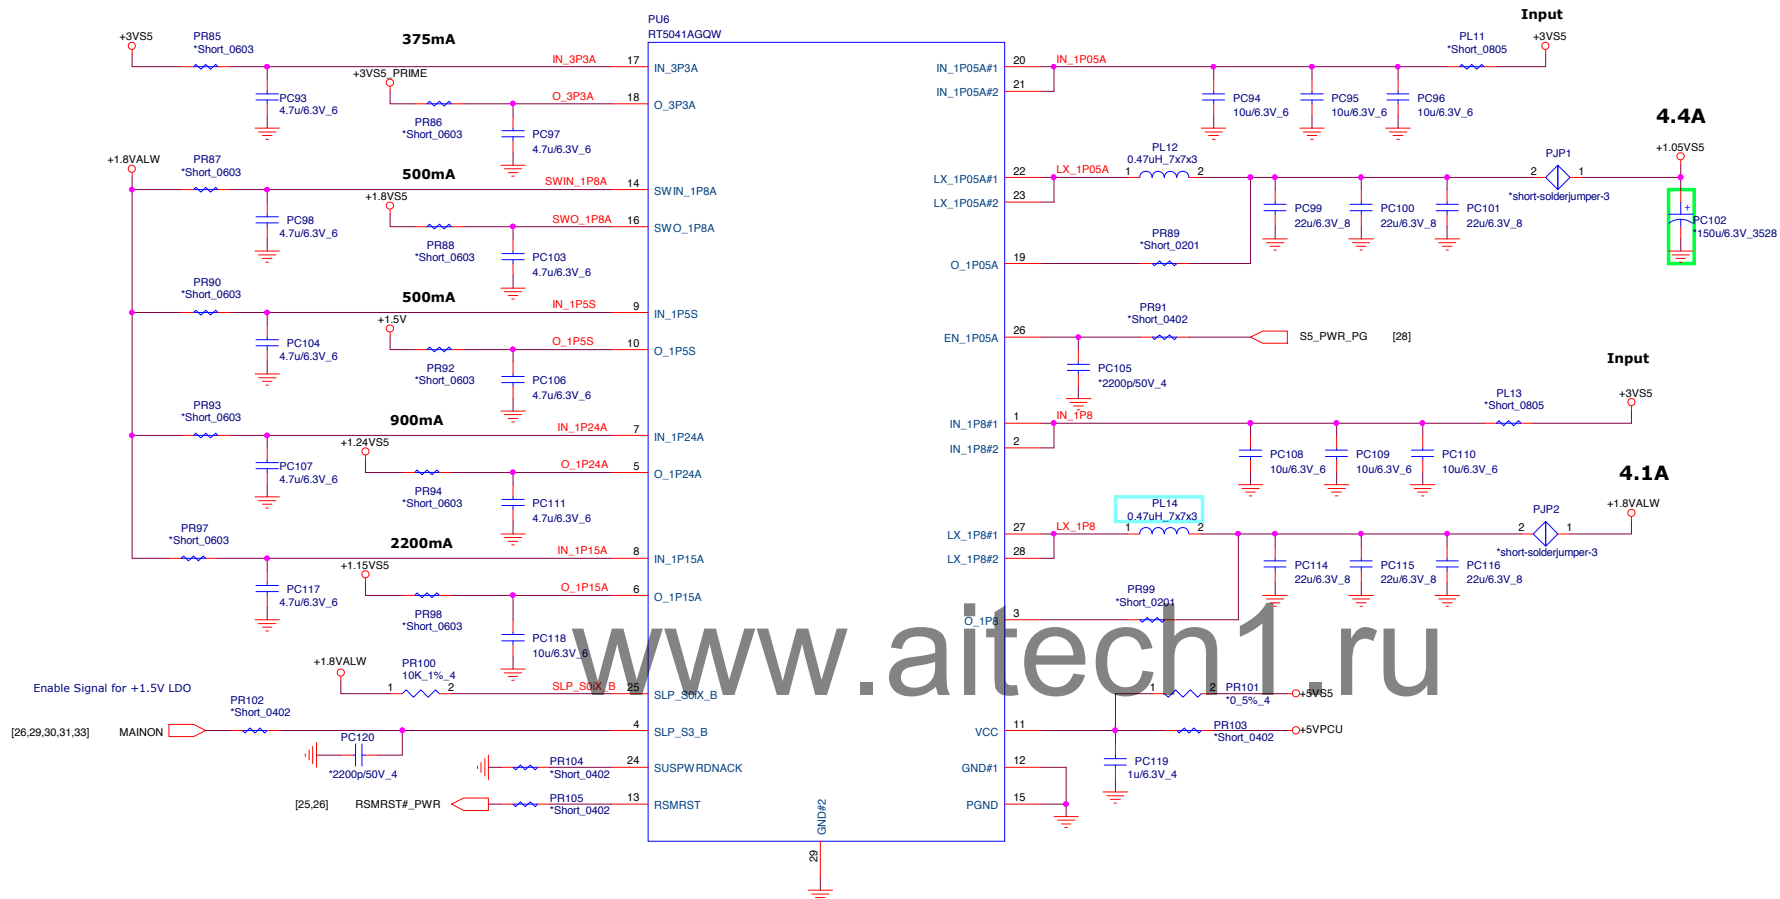 PU6
RT5041AGQW
+3VS5
PR85
*Short_0603
375mA
IN_3P3A
17
IN_3P3A
PC93
4.7u/6.3V_6
+3VS5_PRIME
PR86
*Short_0603
O_3P3A
18
O_3P3A
PC97
4.7u/6.3V_6
+1.8VALW
PR87
*Short_0603
500mA
SWIN_1P8A
14
SWIN_1P8A
PC98
4.7u/6.3V_6
+1.8VS5
PR88
*Short_0603
SWO_1P8A
16
SWO_1P8A
PC103
4.7u/6.3V_6
PR90
*Short_0603
500mA
IN_1P5S
9
IN_1P5S
PC104
4.7u/6.3V_6
+1.5V
PR92
*Short_0603
O_1P5S
10
O_1P5S
PC106
4.7u/6.3V_6
PR93
*Short_0603
900mA
IN_1P24A
7
IN_1P24A
PC107
4.7u/6.3V_6
+1.24VS5
PR94
*Short_0603
O_1P24A
5
O_1P24A
PC111
4.7u/6.3V_6
PR97
*Short_0603
2200mA
IN_1P15A
8
IN_1P15A
PC117
4.7u/6.3V_6
+1.15VS5
PR98
*Short_0603
O_1P15A
6
O_1P15A
PC118
10u/6.3V_6
+1.8VALW
PR100
10K_1%_4
1
2
SLP_S0iX_B
25
SLP_S0IX_B
Enable Signal for +1.5V LDO
PR102
*Short_0402
[26,29,30,31,33]
MAINON
4
SLP_S3_B
PC120
*2200p/50V_4
PR104
*Short_0402
24
SUSPWRDNACK
[25,26]
RSMRST#_PWR
PR105
*Short_0402
13
RSMRST
GND#2
29
Input
+3VS5
PL11
*Short_0805
IN_1P05A#1
20
IN_1P05A
IN_1P05A#2
21
PC94
10u/6.3V_6
PC95
10u/6.3V_6
PC96
10u/6.3V_6
4.4A
+1.05VS5
PL12
0.47uH_7x7x3
LX_1P05A#1
22
LX_1P05A
1
2
LX_1P05A#2
23
PJP1
2
1
*short-solderjumper-3
PC99
22u/6.3V_8
PC100
22u/6.3V_8
PC101
22u/6.3V_8
+
PC102
*150u/6.3V_3528
PR89
*Short_0201
O_1P05A
19
PR91
*Short_0402
EN_1P05A
26
S5_PWR_PG
[28]
PC105
*2200p/50V_4
Input
+3VS5
PL13
*Short_0805
IN_1P8#1
1
IN_1P8
IN_1P8#2
2
PC108
10u/6.3V_6
PC109
10u/6.3V_6
PC110
10u/6.3V_6
4.1A
+1.8VALW
PL14
0.47uH_7x7x3
LX_1P8#1
27
LX_1P8
1
2
LX_1P8#2
28
PJP2
2
1
*short-solderjumper-3
PC114
22u/6.3V_8
PC115
22u/6.3V_8
PC116
22u/6.3V_8
PR99
*Short_0201
O_1P8
3
www.aitech1.ru
1
2
PR101
*0_5%_4
+5VS5
VCC
11
PR103
*Short_0402
+5VPCU
PC119
1u/6.3V_4
GND#1
12
PGND
15